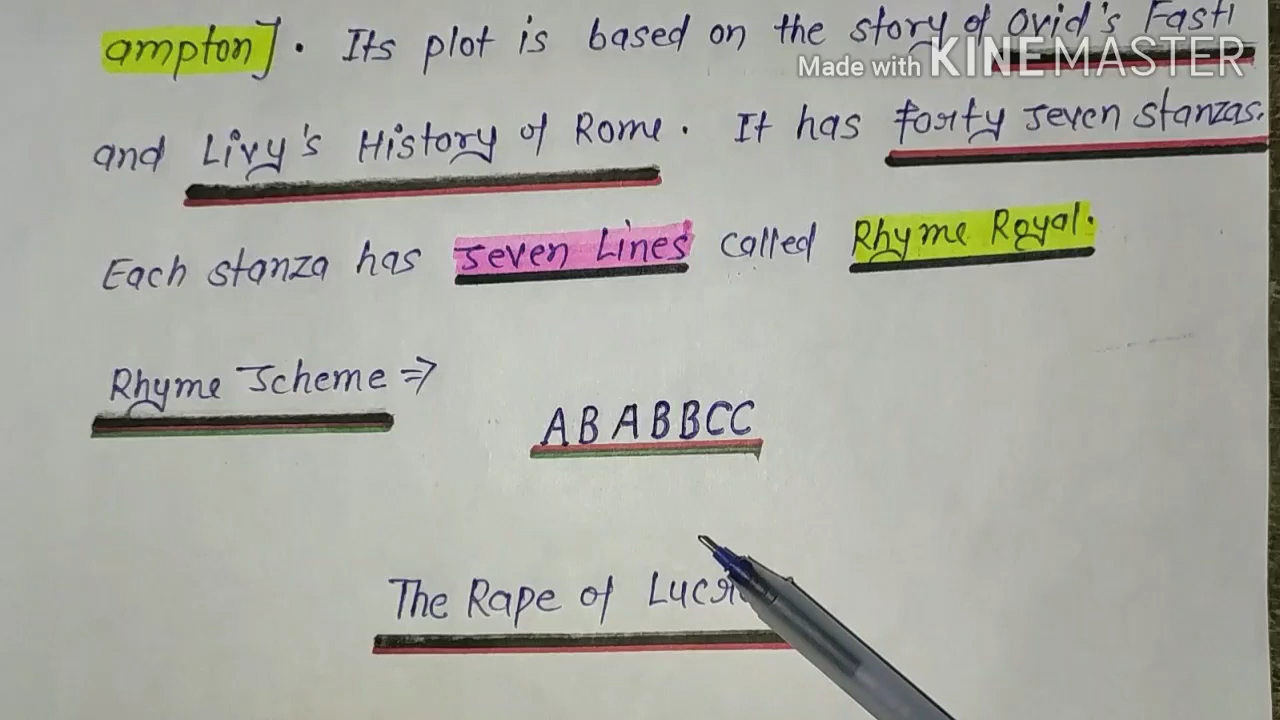 ampton]. Its plot is based on the story of Ovid's Fasti
Made with KINEMASTER
and Livy's History of Rome. It has forty seven stanzas.
Each stanza has seven Lines called Rhyme Royal.
Rhyme Scheme ⇒
ABABBCC
The Rape of